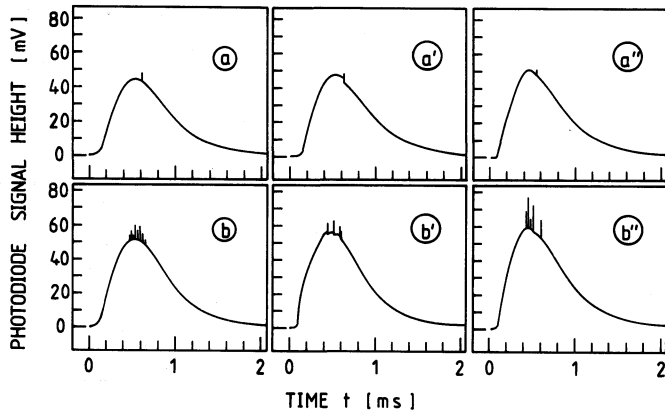 PHOTODIODE SIGNAL HEIGHT [mV]
80
60
40
20
0
a
a'
a"
80
60
40
20
0
b
b'
b"
0 1 2
0 1 2
0 1 2
TIME t [ms]